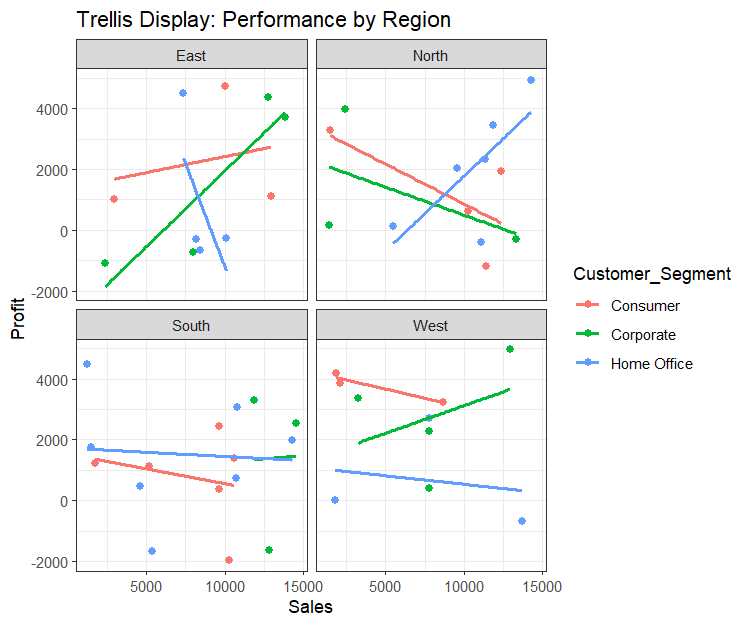 Trellis Display: Performance by Region
East
North
4000
2000
0
-2000
South
West
4000
2000
0
-2000
5000
10000
15000
5000
10000
15000
Sales
Profit
Customer_Segment
Consumer
Corporate
Home Office